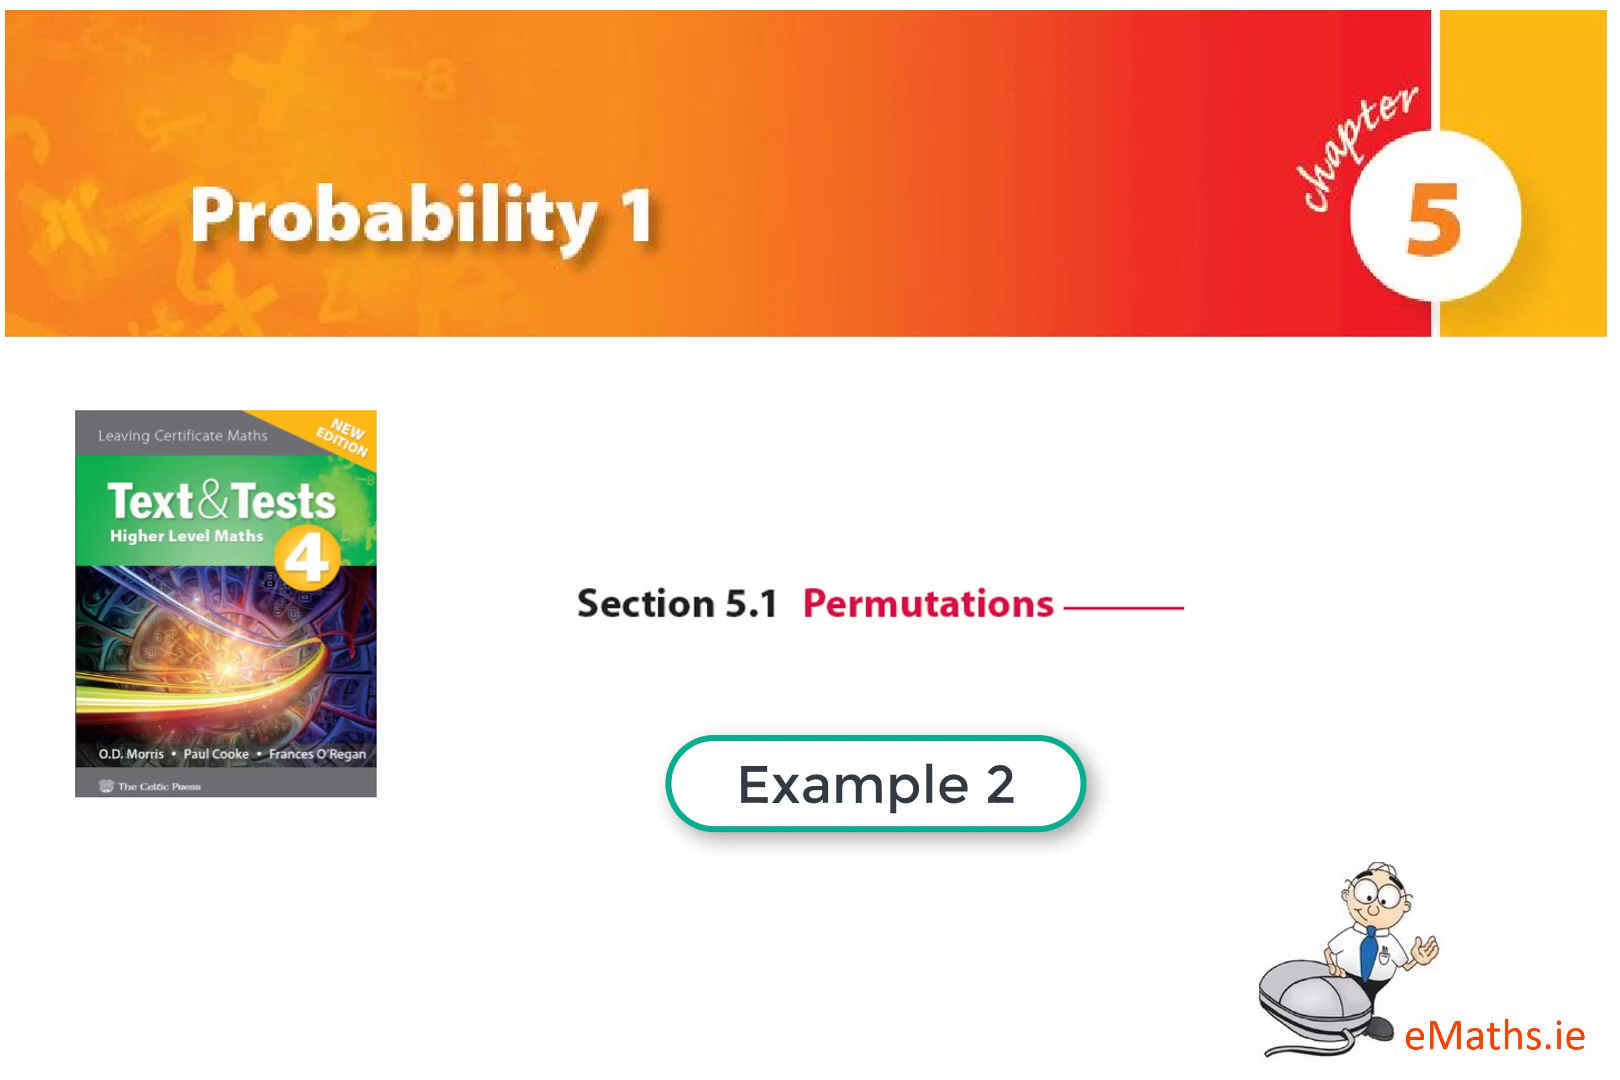 chapter
5
Probability 1
Leaving Certificate Maths
NEW
EDITION
Text & Tests
Higher Level Maths
4
O.D. Morris • Paul Cooke • Frances O'Regan
The Celtic Press
Section 5.1 Permutations
Example 2
eMaths.ie